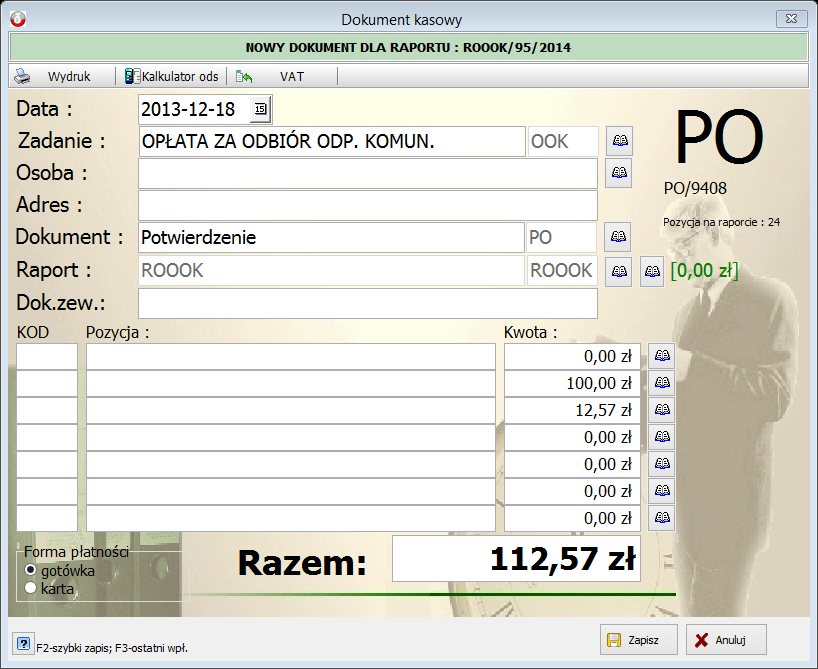 Dokument kasowy
NOWY DOKUMENT DLA RAPORTU : ROOOK/95/2014
Wydruk Kalkulator ods VAT
Data : 2013-12-18 15
PO
Zadanie : OPŁATA ZA ODBIÓR ODP. KOMUN. OOK
Osoba :
PO/9408
Adres :
Pozycja na raporcie : 24
Dokument : Potwierdzenie PO
Raport : ROOOK ROOOK [0,00 zł]
Dok.zew.:
KOD Pozycja : Kwota :
0,00 zł
100,00 zł
12,57 zł
0,00 zł
0,00 zł
0,00 zł
0,00 zł
Forma płatności
gotówka
karta
Razem: 112,57 zł
? F2-szybki zapis; F3-ostatni wpł. Zapisz Anuluj